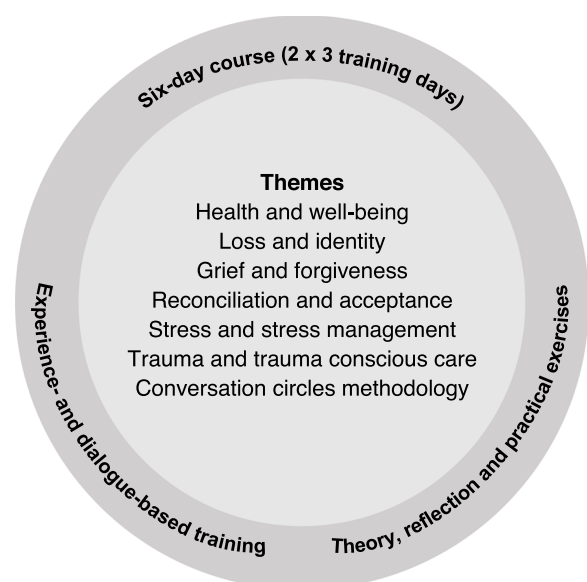 Six-day course (2 x 3 training days)
Themes
Health and well-being
Loss and identity
Grief and forgiveness
Reconciliation and acceptance
Stress and stress management
Trauma and trauma conscious care
Conversation circles methodology
Experience- and dialogue-based training
Theory, reflection and practical exercises